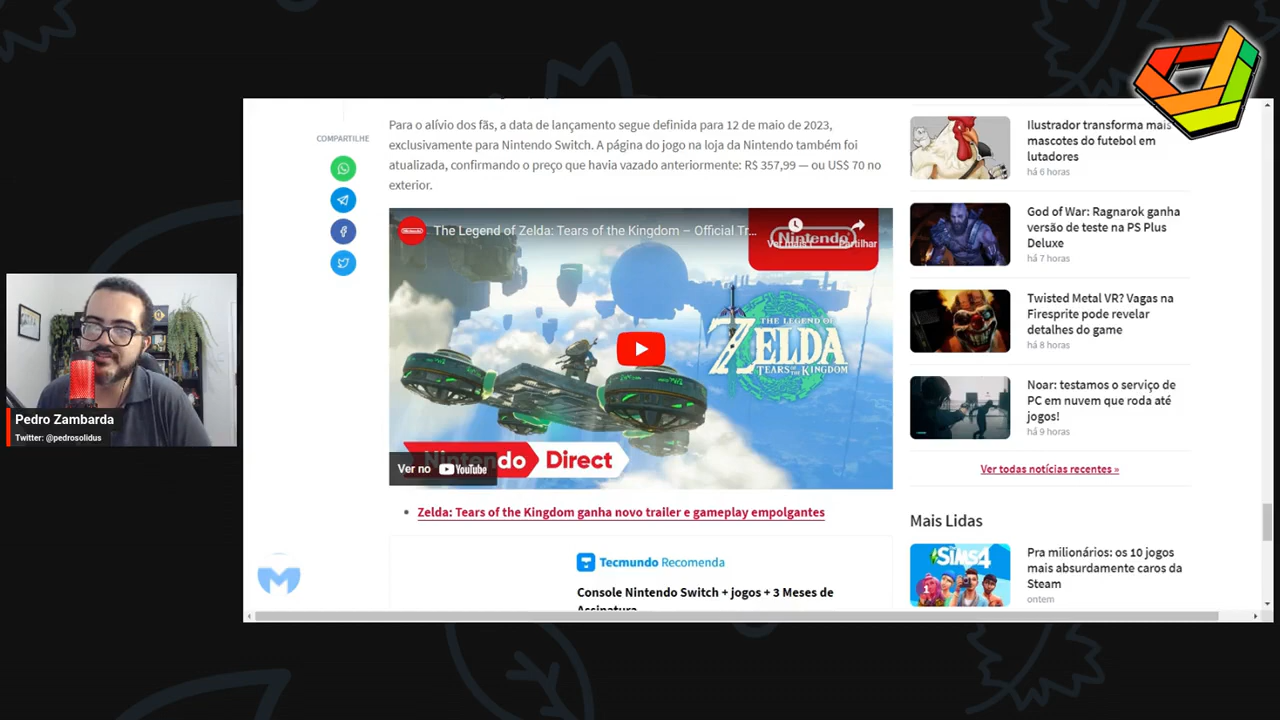 COMPARTILHE
Para o alívio dos fãs, a data de lançamento segue definida para 12 de maio de 2023,
exclusivamente para Nintendo Switch. A página do jogo na loja da Nintendo também foi
atualizada, confirmando o preço que havia vazado anteriormente: R$ 357,99 — ou US$ 70 no
exterior.
The Legend of Zelda: Tears of the Kingdom – Official Tr...
Nintendo
Partilhar
THE LEGEND OF
ZELDA
TEARS OF THE KINGDOM
Nintendo Direct
Ver no YouTube
Zelda: Tears of the Kingdom ganha novo trailer e gameplay empolgantes
Tecmundo Recomenda
Console Nintendo Switch + jogos + 3 Meses de
Assinatura
Ilustrador transforma mais
mascotes do futebol em
lutadores
há 6 horas
God of War: Ragnarok ganha
versão de teste na PS Plus
Deluxe
há 7 horas
Twisted Metal VR? Vagas na
Firesprite pode revelar
detalhes do game
há 8 horas
Noar: testamos o serviço de
PC em nuvem que roda até
jogos!
há 9 horas
Ver todas notícias recentes »
Mais Lidas
SIMS4
Pra milionários: os 10 jogos
mais absurdamente caros da
Steam
ontem
Pedro Zambarda
Twitter: @pedrosolidus